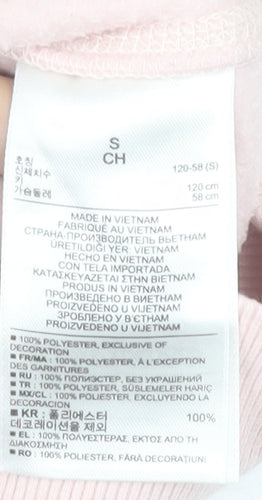 S
CH
호칭
신체치수 120-58 (S)
키 120 cm
가슴둘레 58 cm
MADE IN VIETNAM
FABRIQUÉ AU VIETNAM
СТРАНА-ПРОИЗВОДИТЕЛЬ ВЬЕТНАМ
ÜRETILDIĞI YER VIETNAM
HECHO EN VIETNAM
CON TELA IMPORTADA
ΚΑΤΑΣΚΕΥΑΖΕΤΑΙ ΣΤΗΝ ΒΙΕΤΝΑΜ
PRODUS IN VIETNAM
ПРОИЗВЕДЕНО В ВИЕТНАМ
ЗРОБЛЕНО У В'ЄТНАМ
PROIZVEDENO U VIJETNAM
100% POLYESTER, EXCLUSIVE OF
DECORATION
FR/MA : 100% POLYESTER, À L'EXCEPTION
DES GARNITURES
RU : 100% ПОЛИЭСТЕР, БЕЗ УКРАШЕНИЙ
TR : 100% POLYESTER, SÜSLEMELER HARIÇ
MX/CL : 100% POLYESTER, EXCLUYENDO LA
DECORACION
KR : 폴리에스터 100%
데코레이션을 제외
EL : 100% ΠΟΛΥΕΣΤΕΡΑΣ, ΕΚΤΟΣ ΑΠΟ ΤΗ
ΔΙΑΚΟΣΜΗΣΗ
RO : 100% POLIESTER, FĂRĂ DECORAȚIUNI